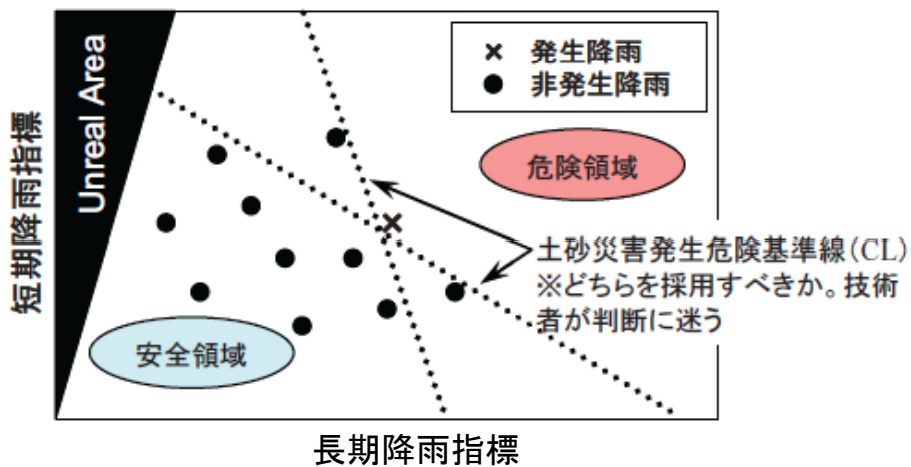 Unreal Area
× 発生降雨
● 非発生降雨
危険領域
土砂災害発生危険基準線(CL)
※どちらを採用すべきか。技術
者が判断に迷う
安全領域
短期降雨指標
長期降雨指標